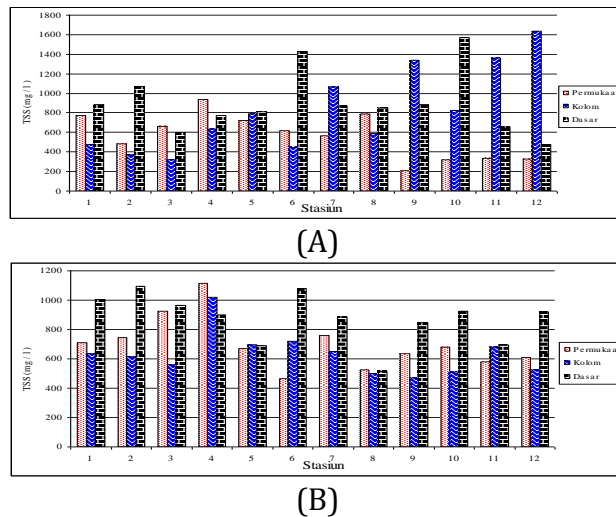 1800
1600
1400
1200
1000
800
600
400
200
0
TSS (mg/l)
1 2 3 4 5 6 7 8 9 10 11 12
Stasiun
Permukaa
Kolom
Dasar
(A)
1200
1000
800
600
400
200
0
TSS (mg/l)
1 2 3 4 5 6 7 8 9 10 11 12
Stasiun
Permukaa
Kolom
Dasar
(B)